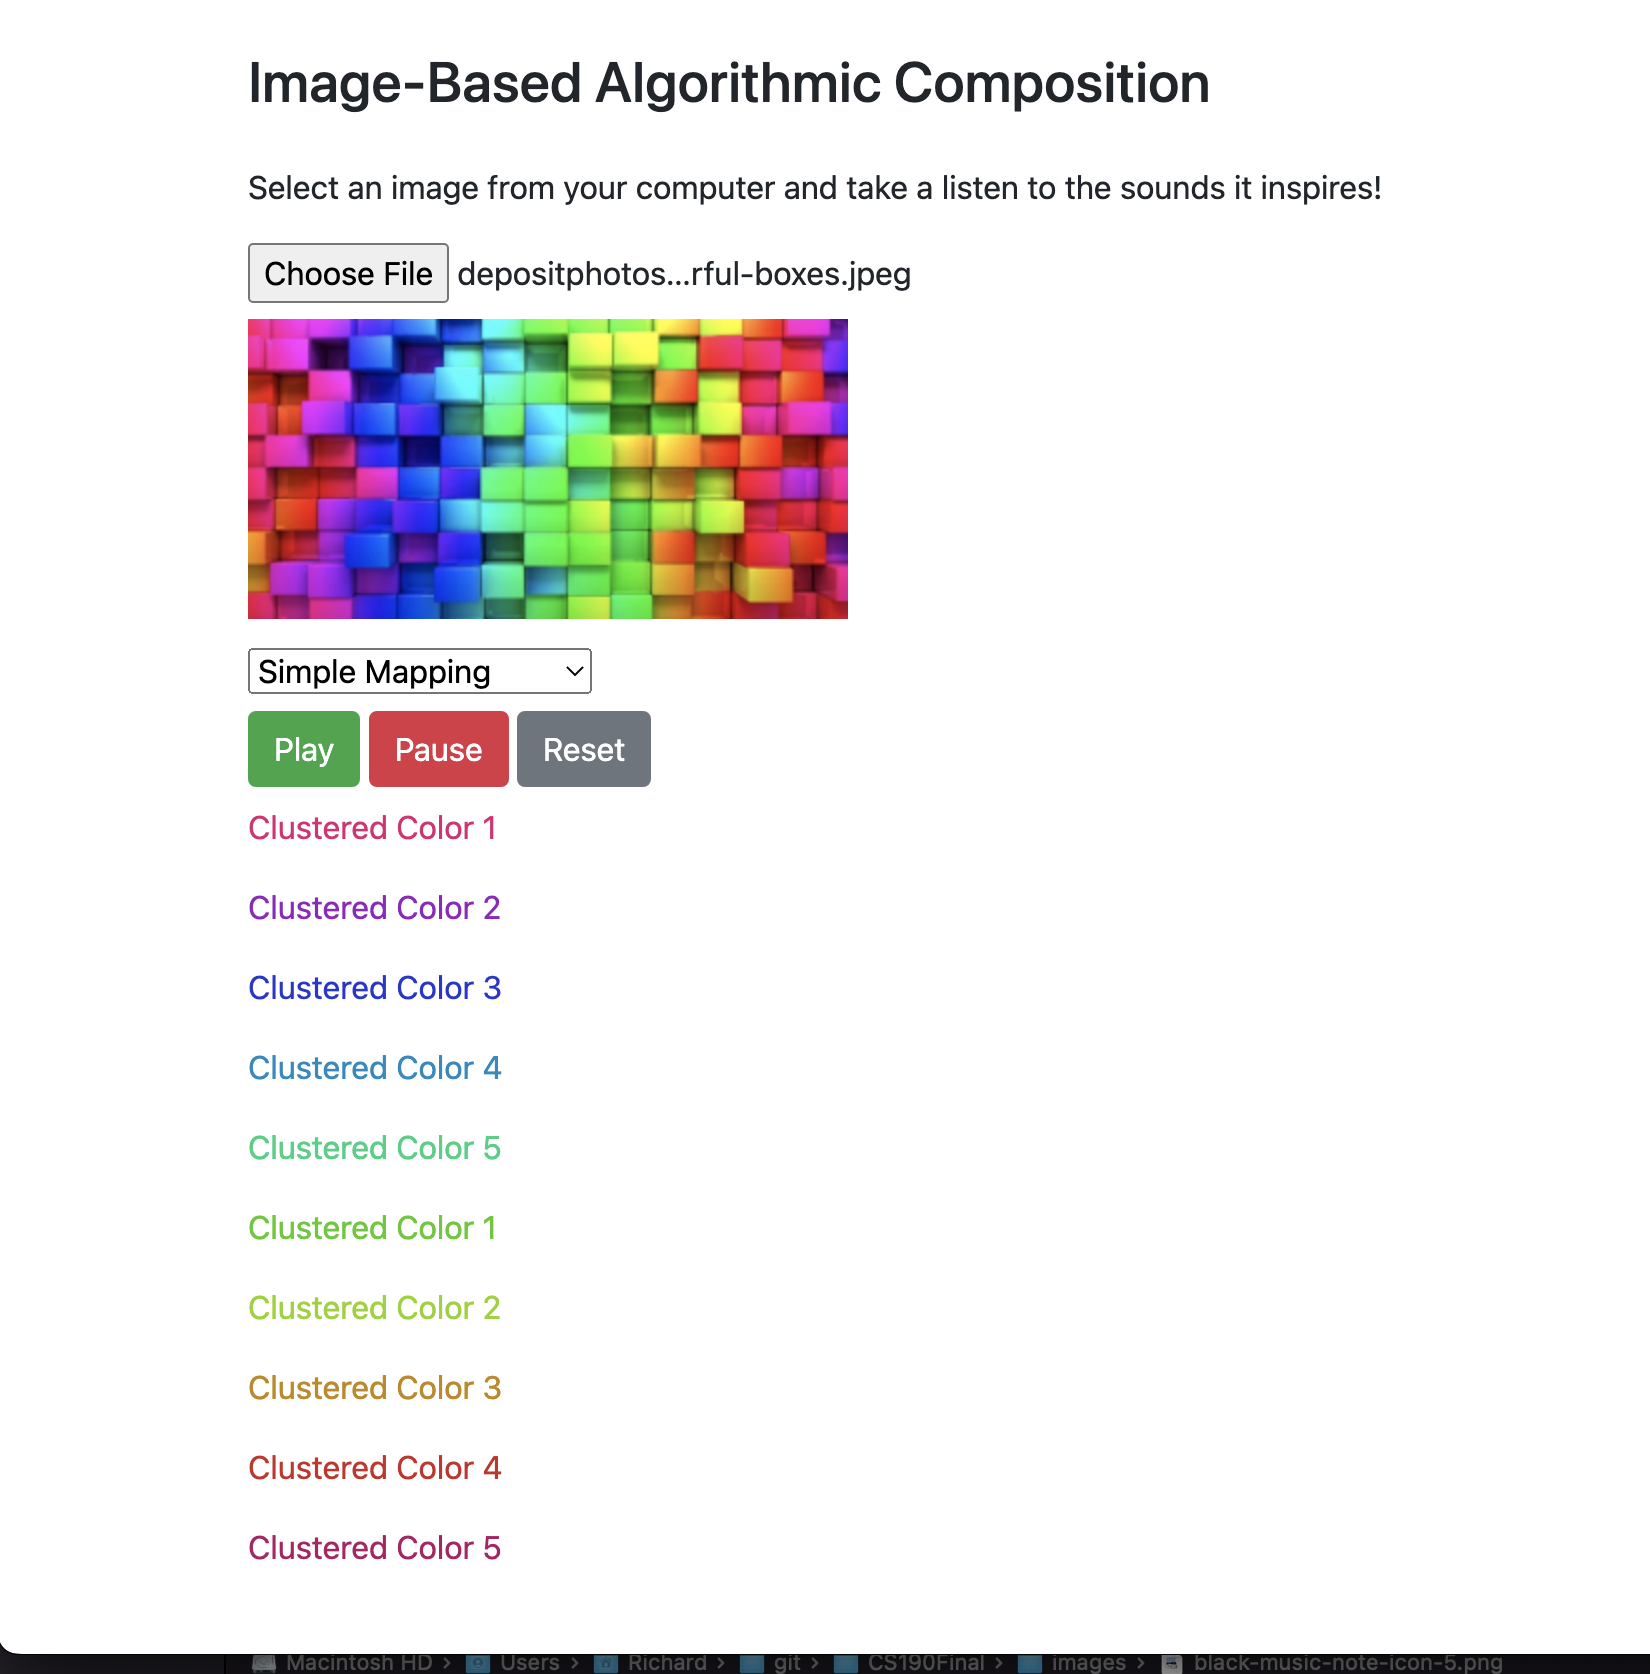 Image-Based Algorithmic Composition
Select an image from your computer and take a listen to the sounds it inspires!
Choose File depositphotos...rful-boxes.jpeg
Simple Mapping
Play Pause Reset
Clustered Color 1
Clustered Color 2
Clustered Color 3
Clustered Color 4
Clustered Color 5
Clustered Color 1
Clustered Color 2
Clustered Color 3
Clustered Color 4
Clustered Color 5
Macintosh HD › Users › Richard › git › CS190Final › images › black-music-note-icon-5.png